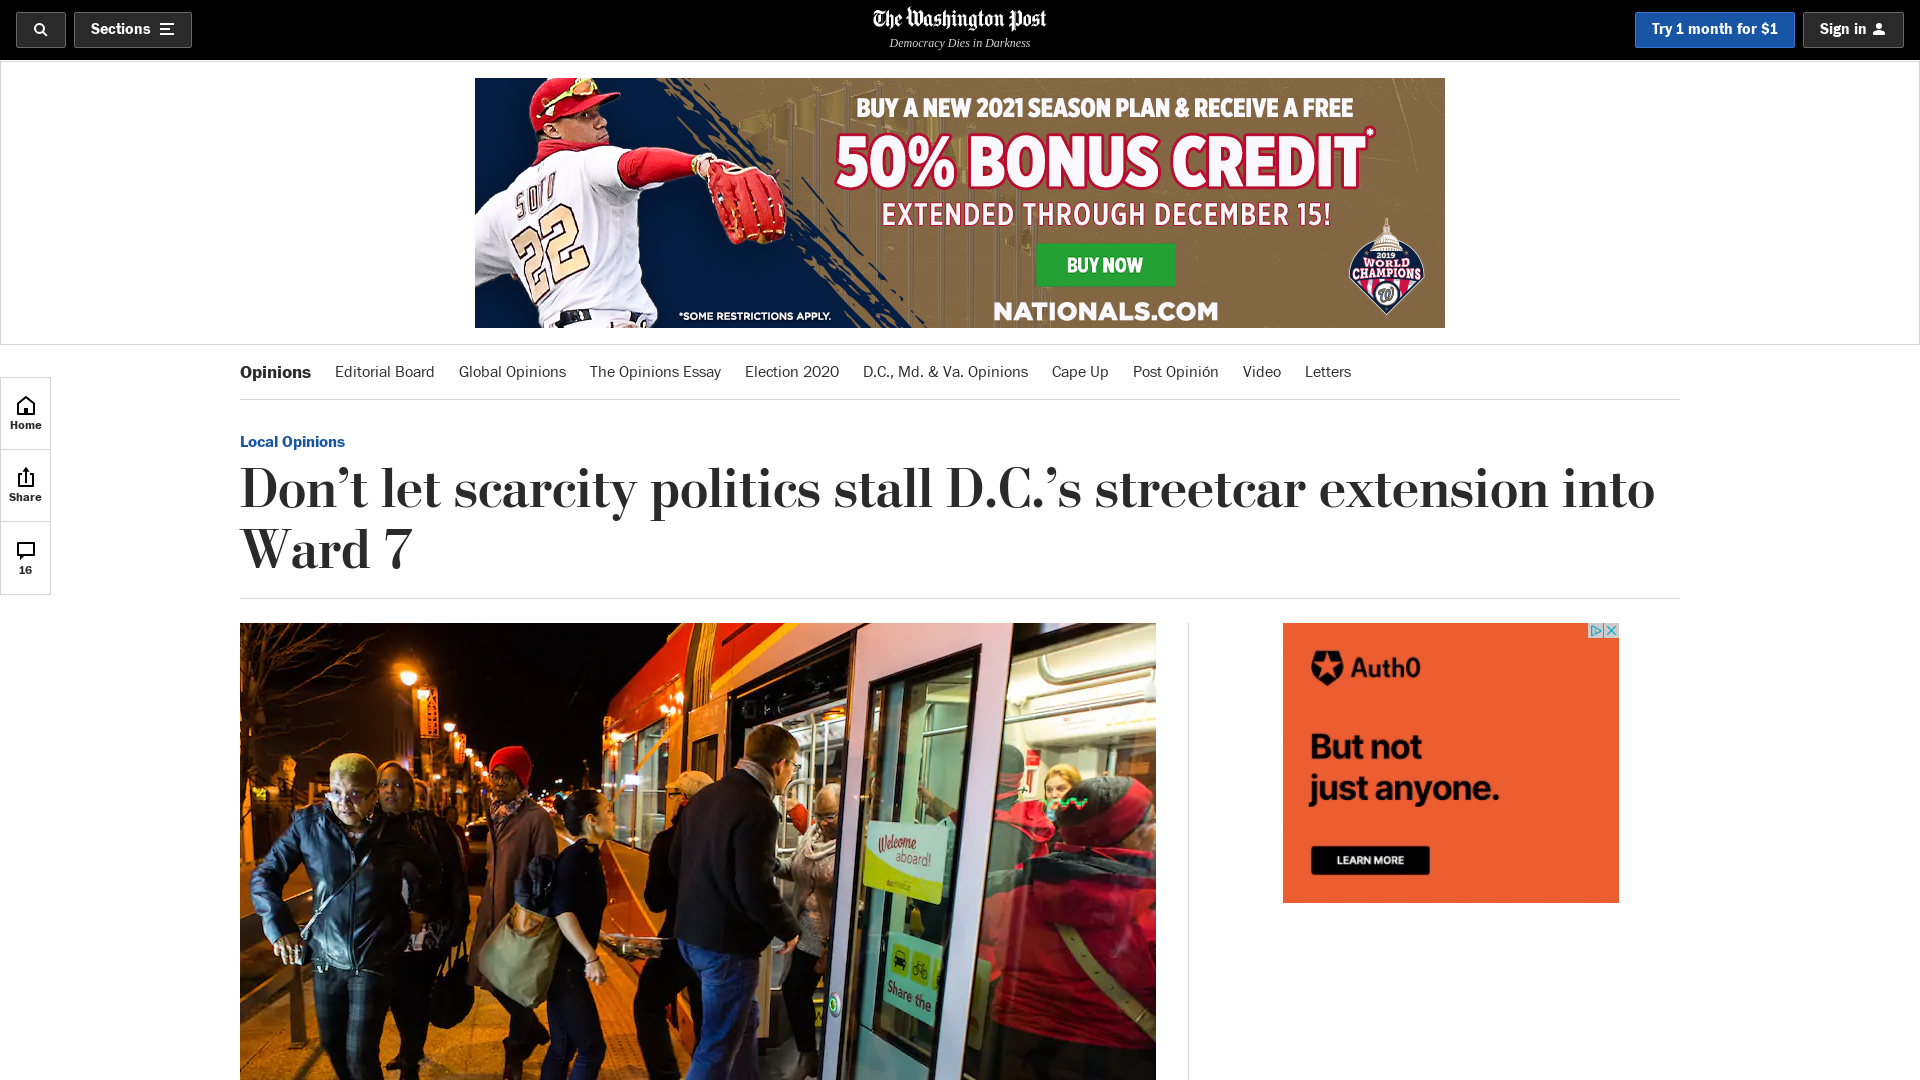 Sections
The Washington Post
Democracy Dies in Darkness
Try 1 month for $1
Sign in
BUY A NEW 2021 SEASON PLAN & RECEIVE A FREE
50% BONUS CREDIT*
EXTENDED THROUGH DECEMBER 15!
BUY NOW
NATIONALS.COM
*SOME RESTRICTIONS APPLY.
SOTO
22
2019
WORLD
CHAMPIONS
W
Opinions
Editorial Board
Global Opinions
The Opinions Essay
Election 2020
D.C., Md. & Va. Opinions
Cape Up
Post Opinión
Video
Letters
Home
Share
16
Local Opinions
Don’t let scarcity politics stall D.C.’s streetcar extension into
Ward 7
Welcome
aboard!
Share the
Auth0
But not
just anyone.
LEARN MORE